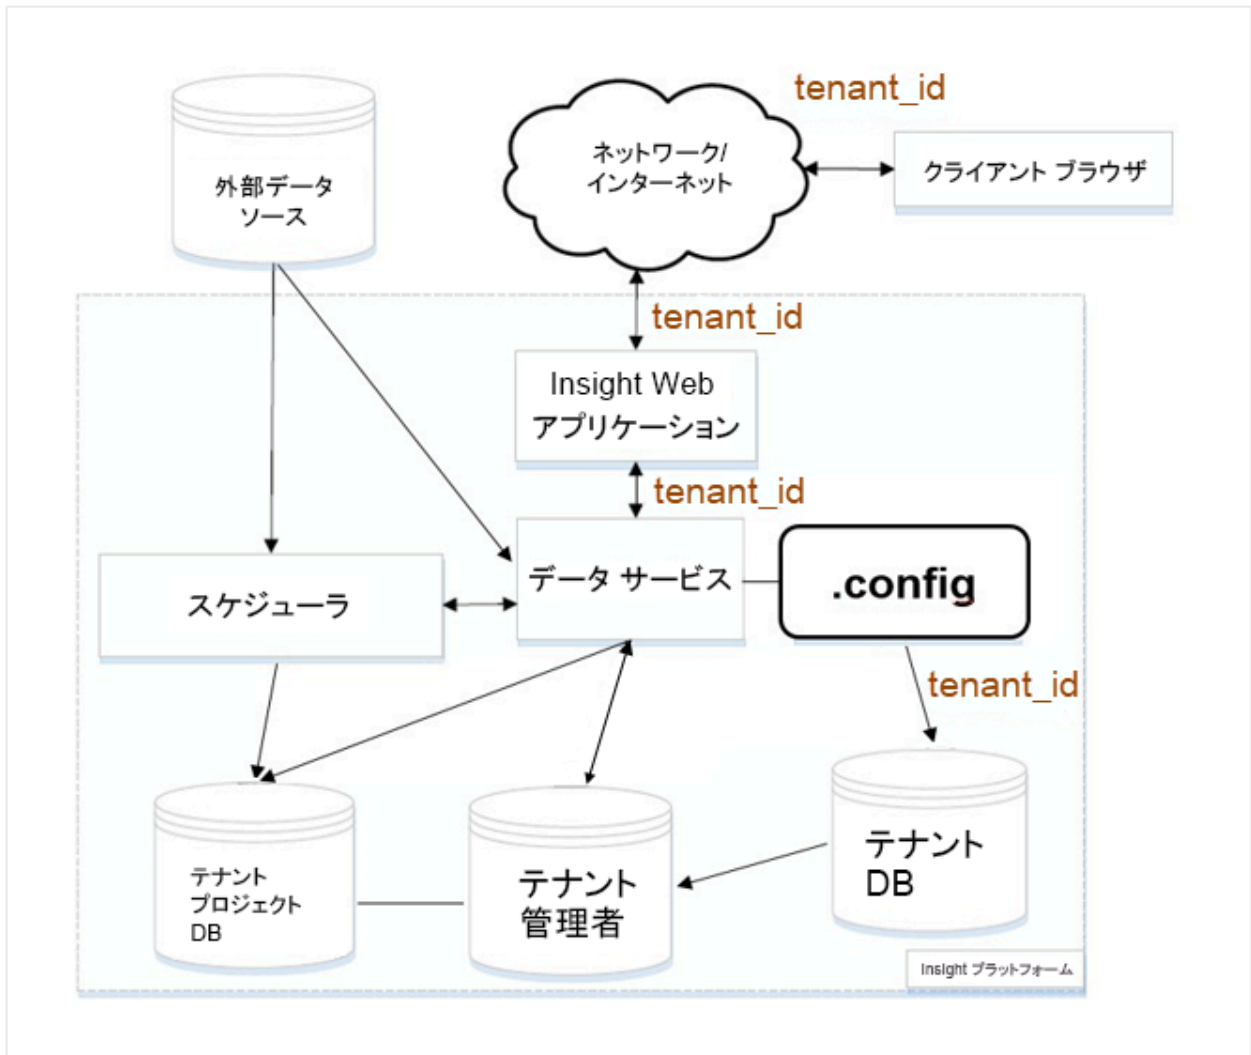 tenant_id
外部データ
ソース
ネットワーク/
インターネット
クライアント ブラウザ
tenant_id
Insight Web
アプリケーション
tenant_id
スケジューラ
データ サービス
.config
tenant_id
テナント
プロジェクト
DB
テナント
管理者
テナント
DB
Insight プラットフォーム